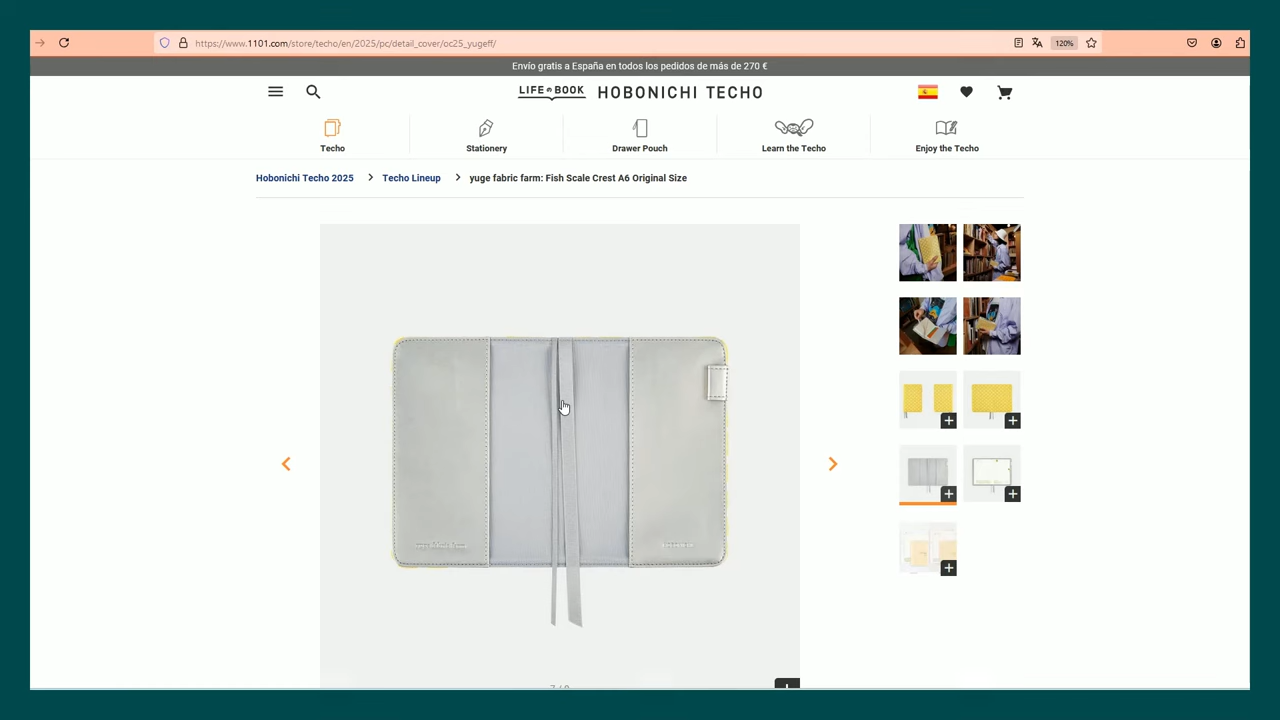 https://www.1101.com/store/techo/en/2025/pc/detail_cover/oc25_yugeff/
120%
Envío gratis a España en todos los pedidos de más de 270 €
LIFE BOOK HOBONICHI TECHO
Techo
Stationery
Drawer Pouch
Learn the Techo
Enjoy the Techo
Hobonichi Techo 2025 > Techo Lineup > yuge fabric farm: Fish Scale Crest A6 Original Size